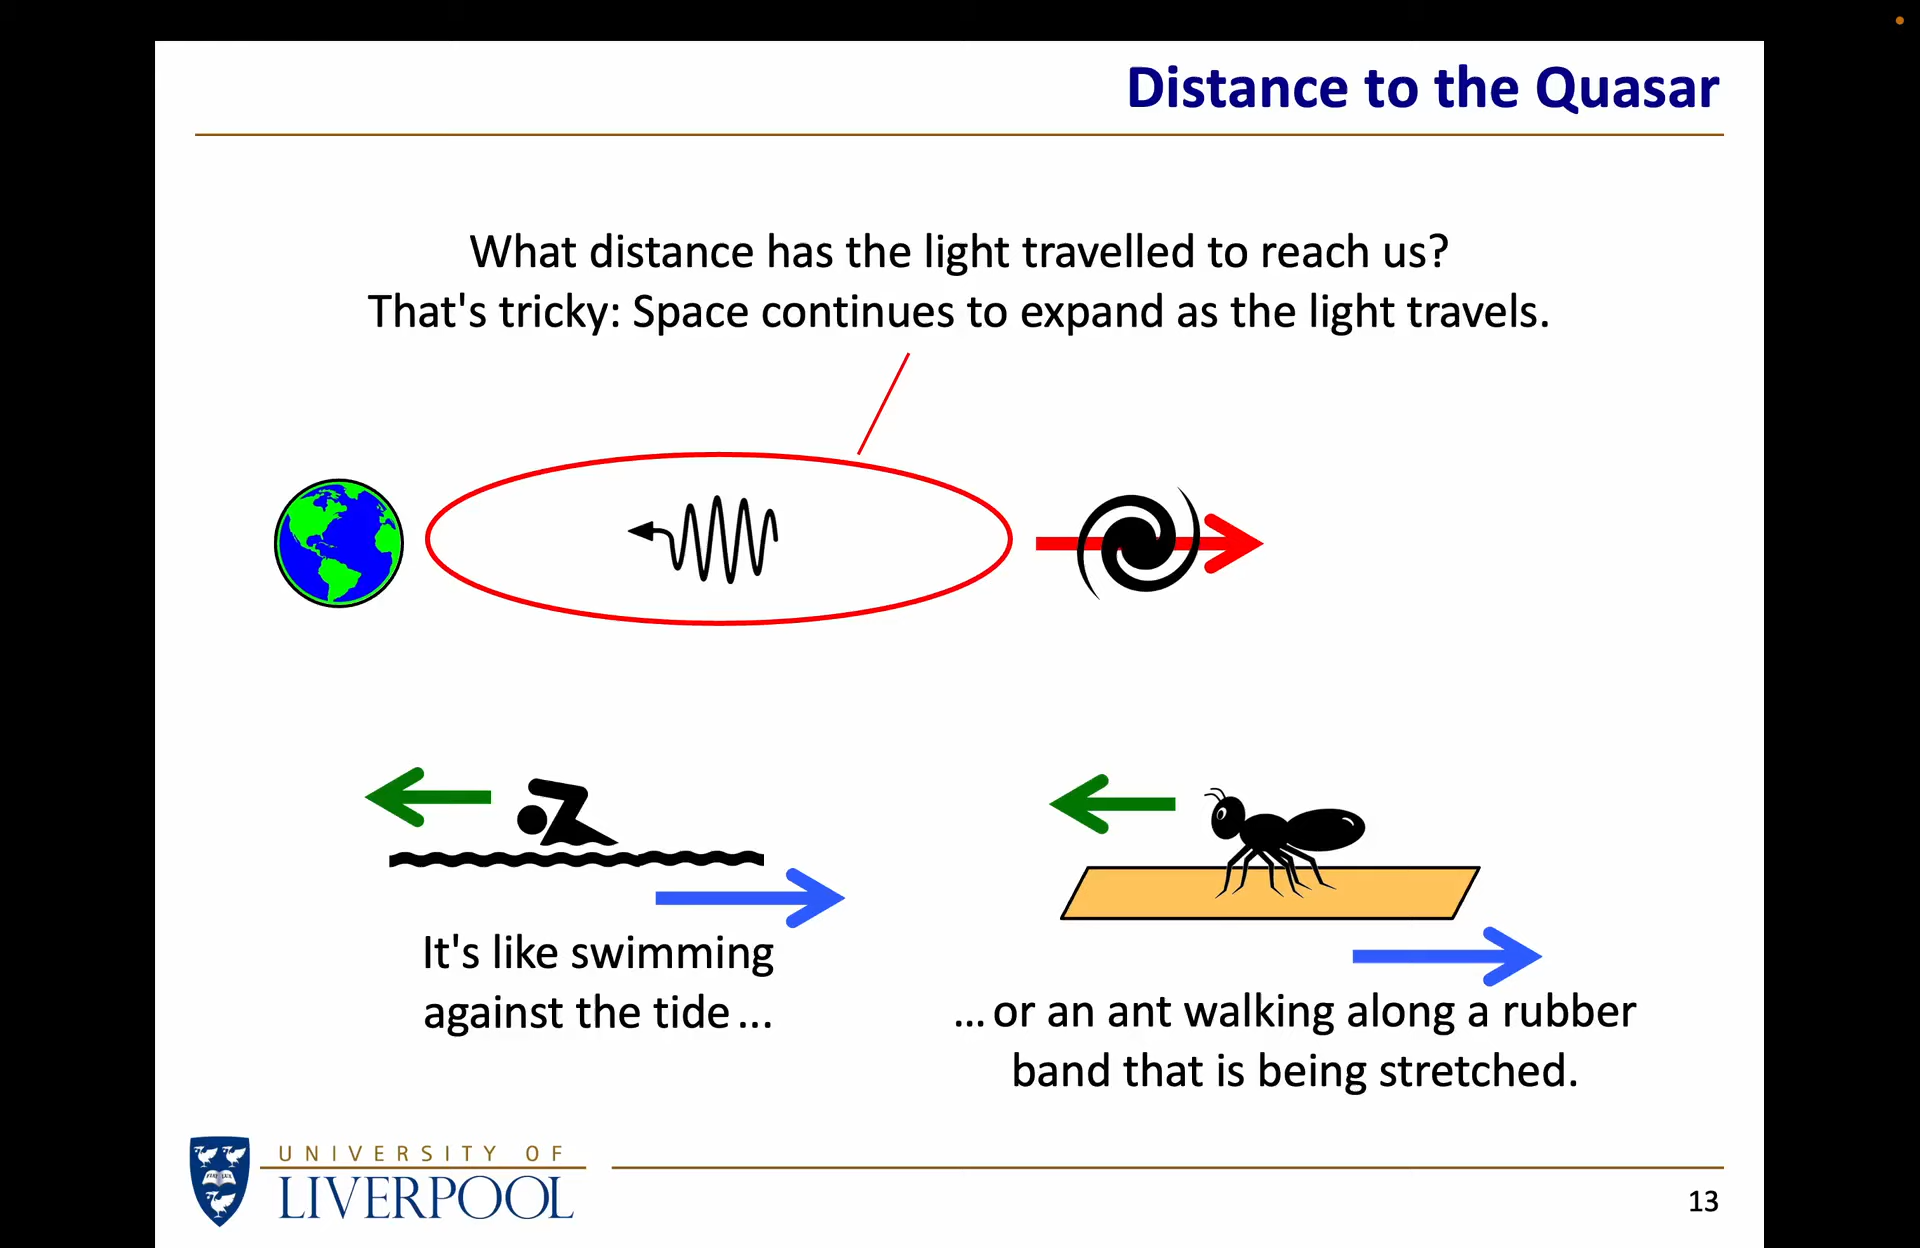 Distance to the Quasar
What distance has the light travelled to reach us?
That's tricky: Space continues to expand as the light travels.
It's like swimming
against the tide ...
... or an ant walking along a rubber
band that is being stretched.
UNIVERSITY OF
LIVERPOOL
13